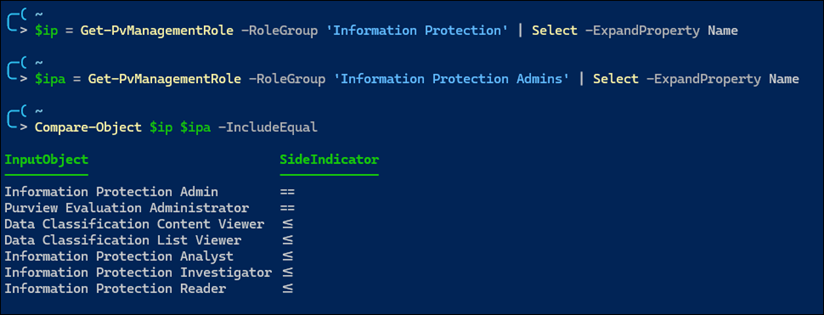 ~
> $ip = Get-PvManagementRole -RoleGroup 'Information Protection' | Select -ExpandProperty Name
~
> $ipa = Get-PvManagementRole -RoleGroup 'Information Protection Admins' | Select -ExpandProperty Name
~
> Compare-Object $ip $ipa -IncludeEqual
InputObject SideIndicator
Information Protection Admin ==
Purview Evaluation Administrator ==
Data Classification Content Viewer <=
Data Classification List Viewer <=
Information Protection Analyst <=
Information Protection Investigator <=
Information Protection Reader <=